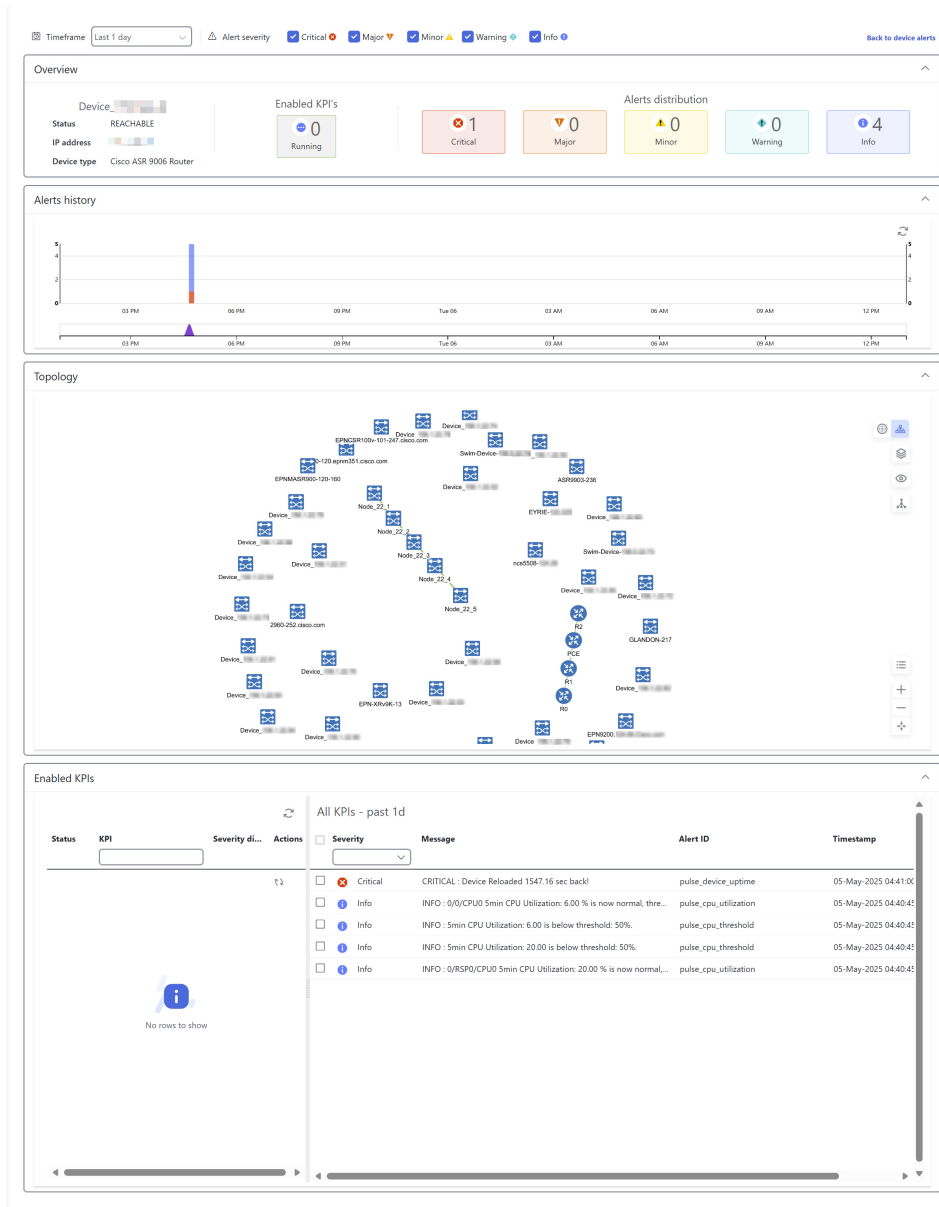 Timeframe Last 1 day Alert severity Critical Major Minor Warning Info Back to device alerts
Overview
Device_
Status REACHABLE
IP address
Device type Cisco ASR 9006 Router
Enabled KPI's
0
Running
Alerts distribution
1
Critical
0
Major
0
Minor
0
Warning
4
Info
Alerts history
5 5
4 4
2 2
0 0
03 PM 06 PM 09 PM Tue 06 03 AM 06 AM 09 AM 12 PM
03 PM 06 PM 09 PM Tue 06 03 AM 06 AM 09 AM 12 PM
Topology
Device_
Device
EPNCSR100v-101-247.cisco.com
Swim-Device-
0-120.epnm351.cisco.com
EPNMASR900-120-160
ASR9903-236
Device_
Node_22_1
EYRIE-
Device_
Device_
Node_22_2
Device_
Node_22_3
Swim-Device-
Device_
ncs5508-
Device_
Node_22_4
Device_
Device_
Node_22_5
Device_
2960-252.cisco.com
R2
GLANDON-217
PCE
Device_
Device_
Device_
R1
Device_
Device_
EPN-XRv9K-13
Device_
R0
Device_
Device_
Device
EPN9200.
Enabled KPIs
Status KPI Severity di... Actions
No rows to show
All KPIs - past 1d
Severity Message Alert ID Timestamp
Critical CRITICAL : Device Reloaded 1547.16 sec back! pulse_device_uptime 05-May-2025 04:41:00
Info INFO : 0/0/CPU0 5min CPU Utilization: 6.00 % is now normal, thre... pulse_cpu_utilization 05-May-2025 04:40:45
Info INFO : 5min CPU Utilization: 6.00 is below threshold: 50%. pulse_cpu_threshold 05-May-2025 04:40:45
Info INFO : 5min CPU Utilization: 20.00 is below threshold: 50%. pulse_cpu_threshold 05-May-2025 04:40:45
Info INFO : 0/RSP0/CPU0 5min CPU Utilization: 20.00 % is now normal,... pulse_cpu_utilization 05-May-2025 04:40:45